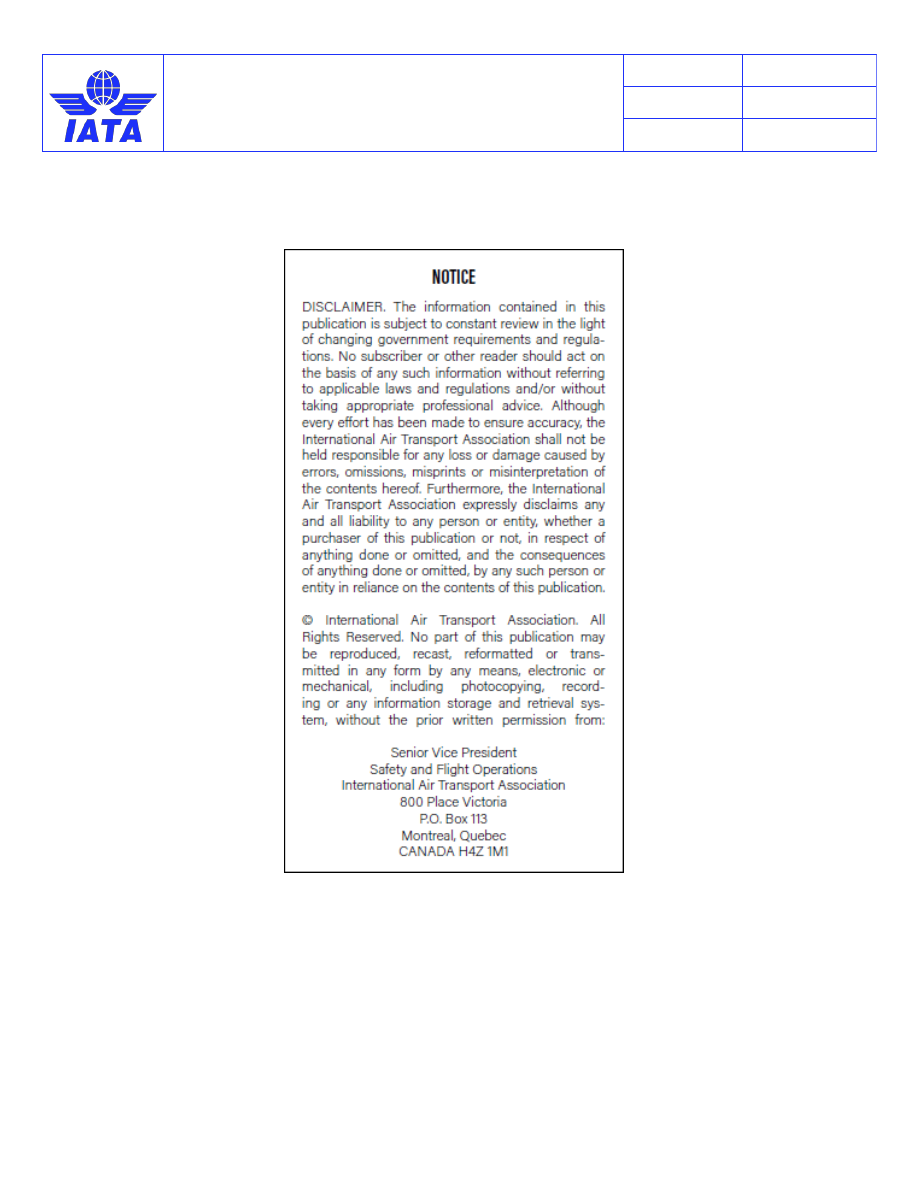 IATA
NOTICE
DISCLAIMER. The information contained in this
publication is subject to constant review in the light
of changing government requirements and regula-
tions. No subscriber or other reader should act on
the basis of any such information without referring
to applicable laws and regulations and/or without
taking appropriate professional advice. Although
every effort has been made to ensure accuracy, the
International Air Transport Association shall not be
held responsible for any loss or damage caused by
errors, omissions, misprints or misinterpretation of
the contents hereof. Furthermore, the International
Air Transport Association expressly disclaims any
and all liability to any person or entity, whether a
purchaser of this publication or not, in respect of
anything done or omitted, and the consequences
of anything done or omitted, by any such person or
entity in reliance on the contents of this publication.
© International Air Transport Association. All
Rights Reserved. No part of this publication may
be reproduced, recast, reformatted or trans-
mitted in any form by any means, electronic or
mechanical, including photocopying, record-
ing or any information storage and retrieval sys-
tem, without the prior written permission from:
Senior Vice President
Safety and Flight Operations
International Air Transport Association
800 Place Victoria
P.O. Box 113
Montreal, Quebec
CANADA H4Z 1M1